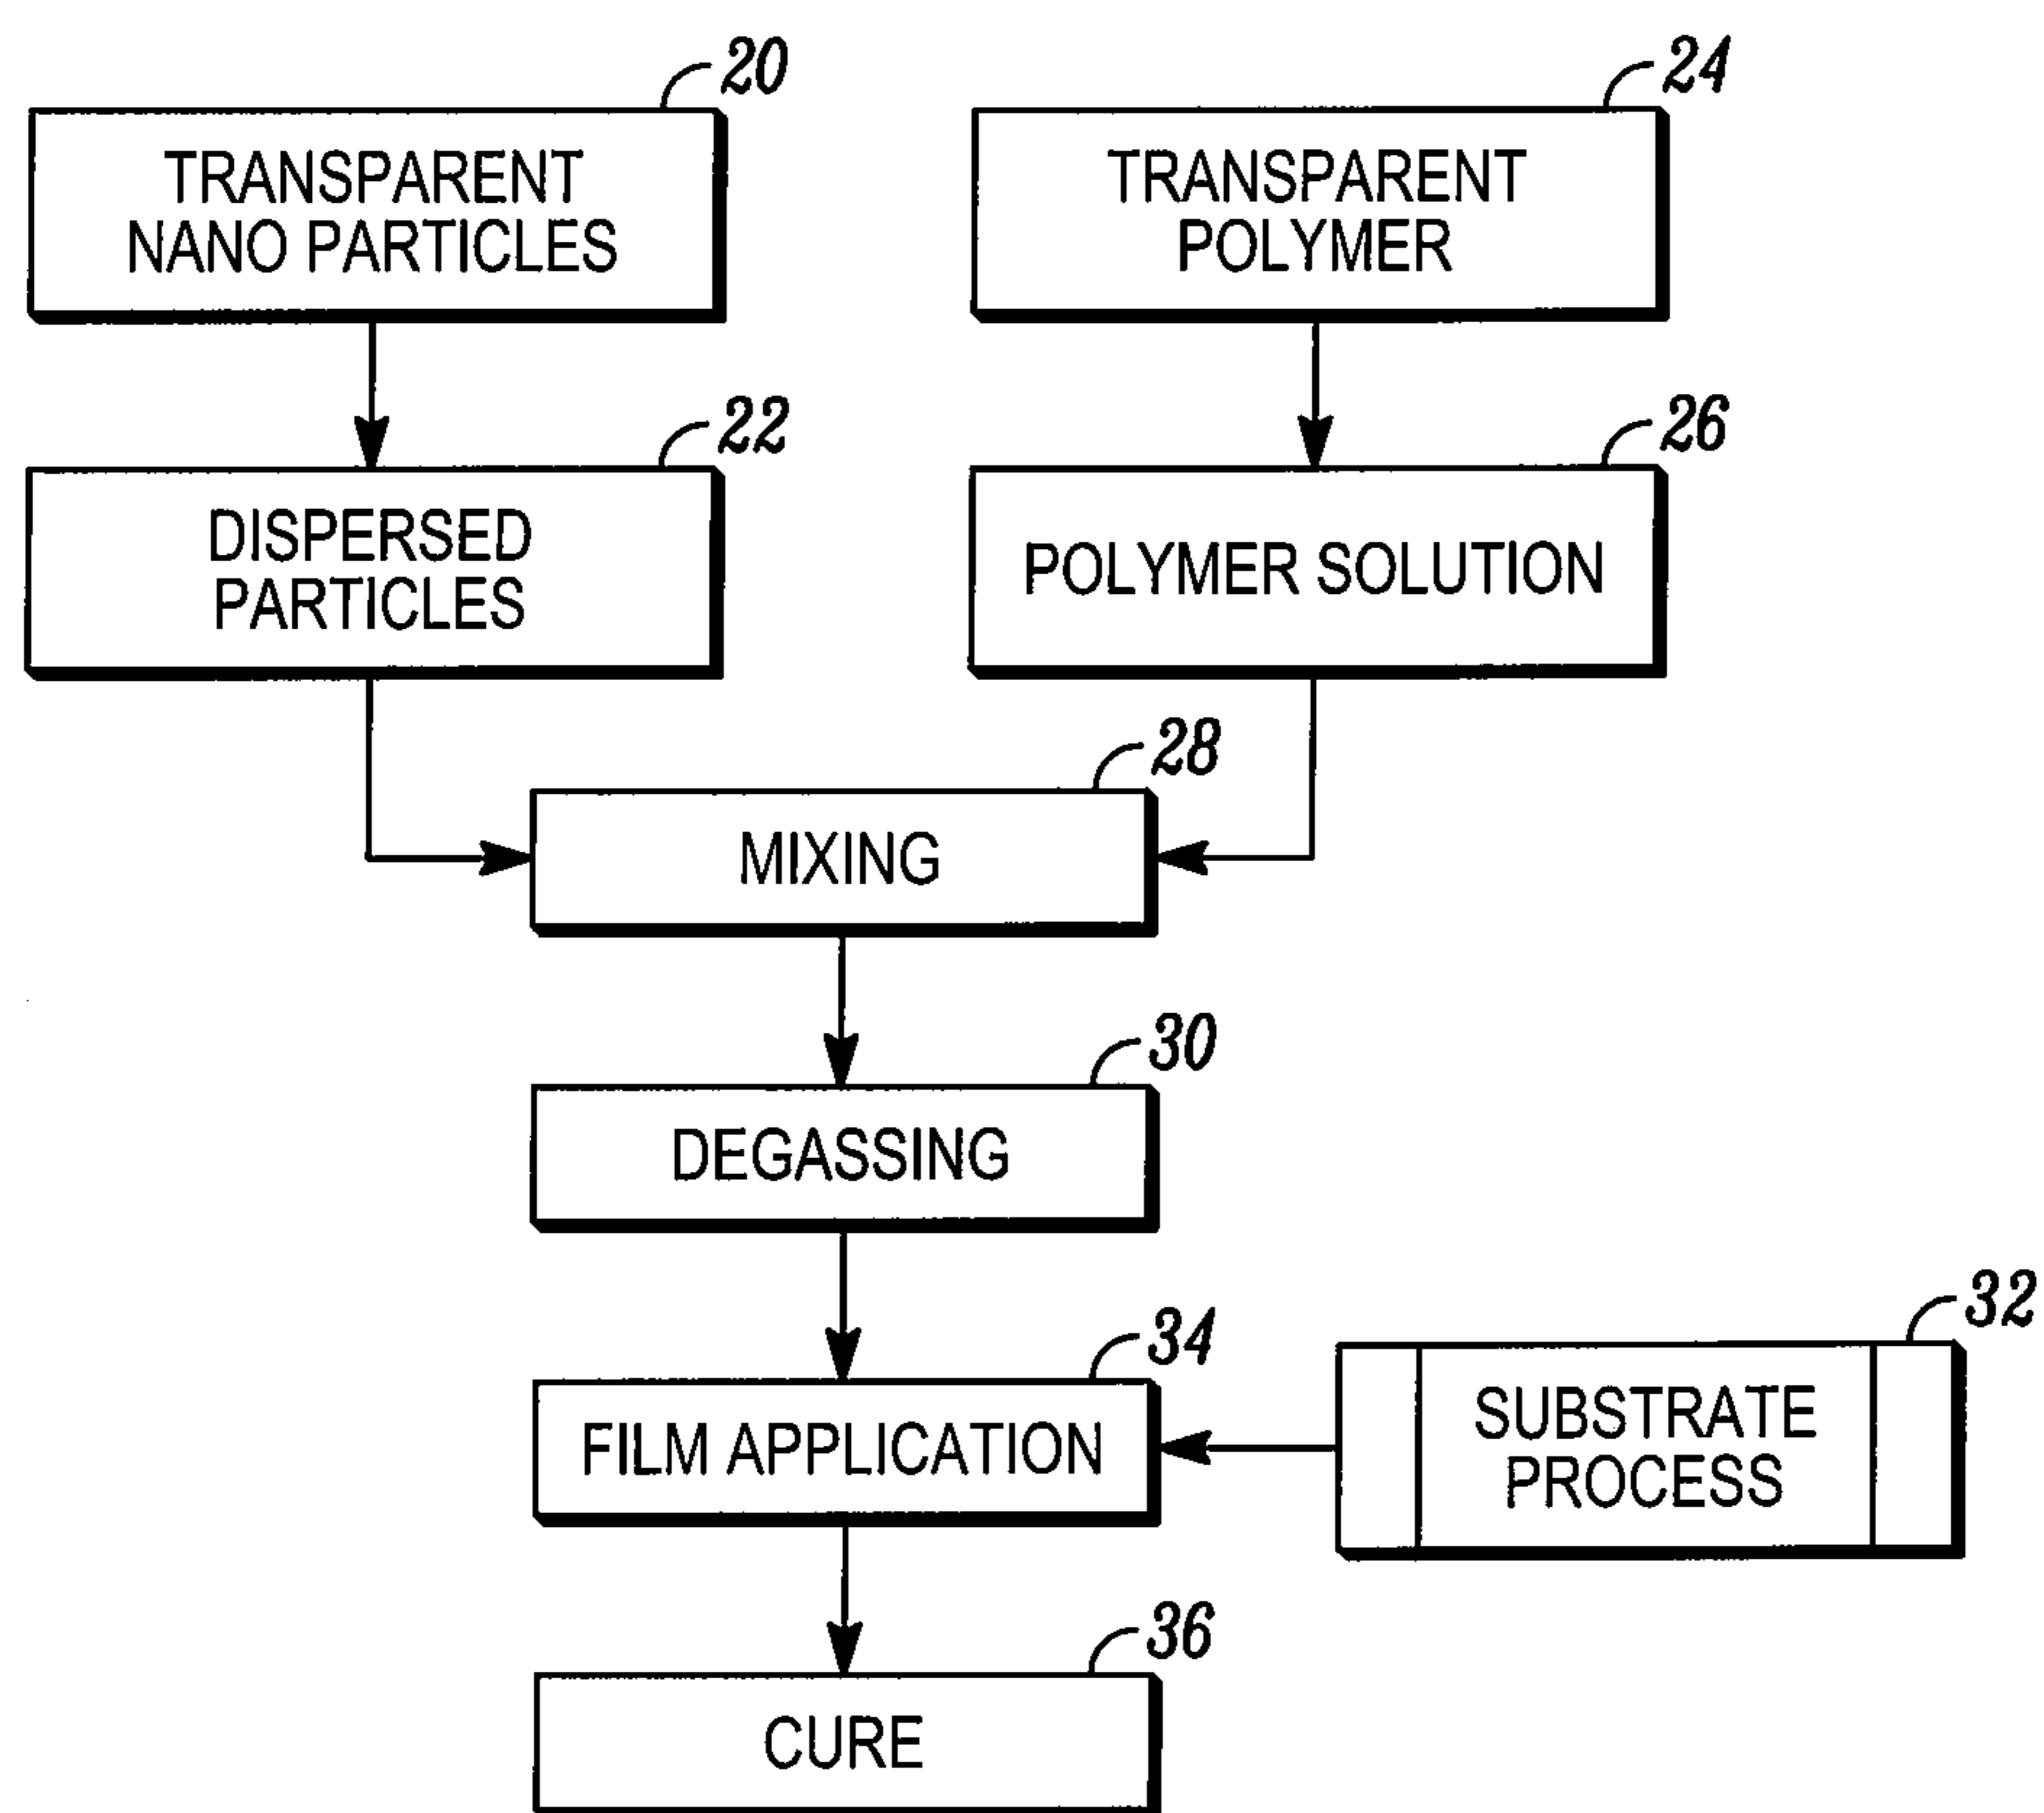 20
TRANSPARENT
NANO PARTICLES
24
TRANSPARENT
POLYMER
22
DISPERSED
PARTICLES
26
POLYMER SOLUTION
28
MIXING
30
DEGASSING
34
FILM APPLICATION
32
SUBSTRATE
PROCESS
36
CURE